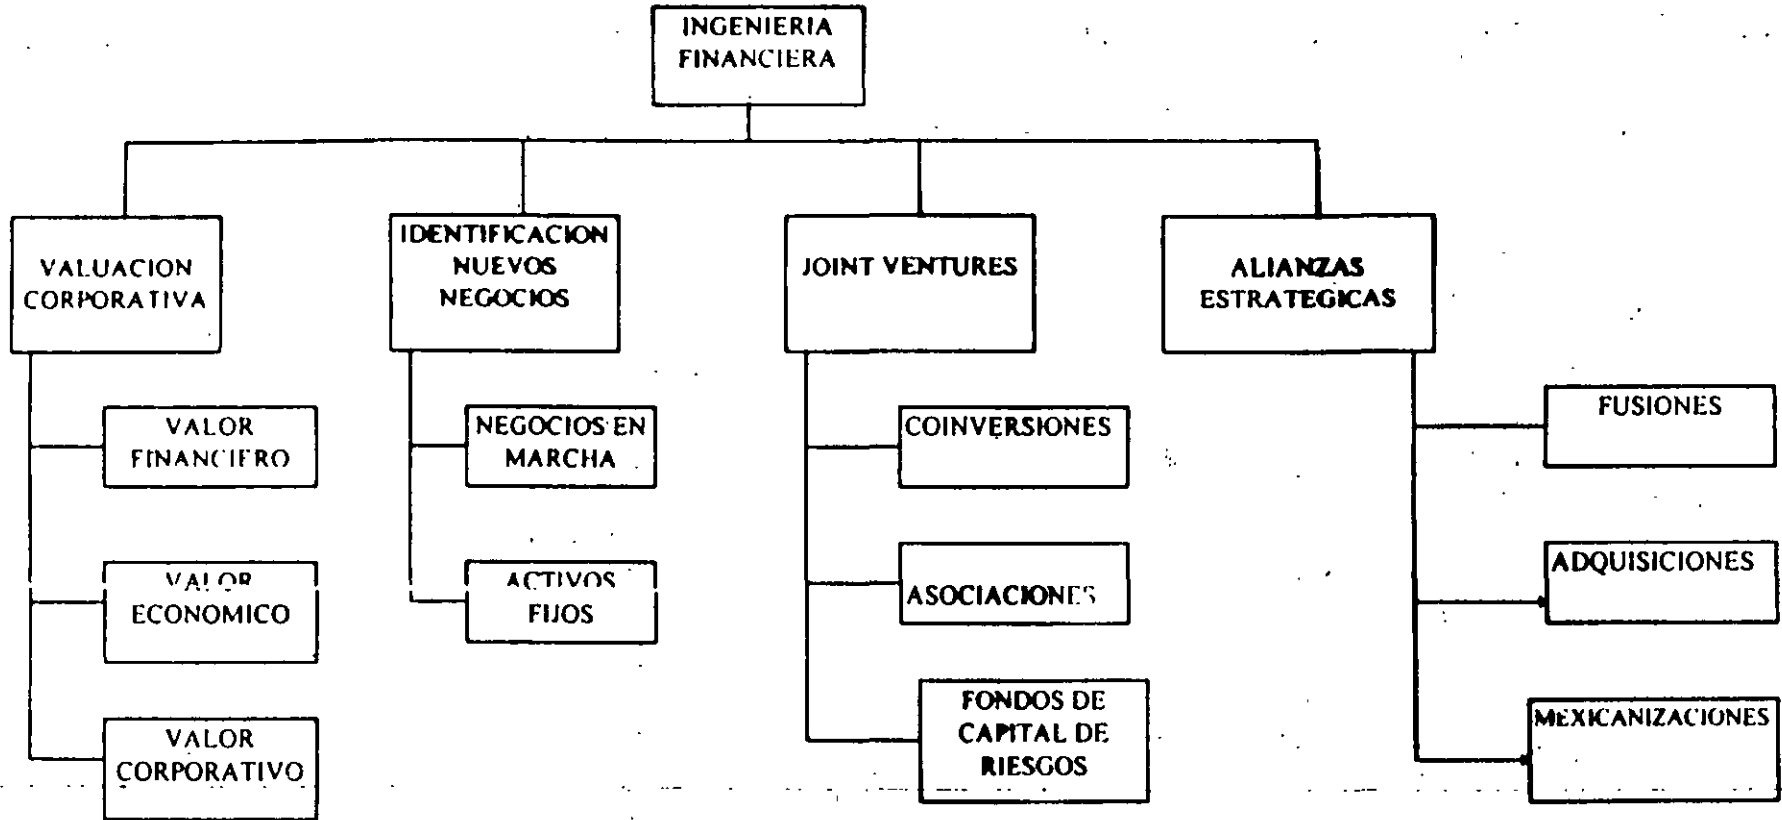 INGENIERIA
FINANCIERA
VALUACION
CORPORATIVA
IDENTIFICACION
NUEVOS
NEGOCIOS
JOINT VENTURES
ALIANZAS
ESTRATEGICAS
VALOR
FINANCIERO
VALOR
ECONOMICO
VALOR
CORPORATIVO
NEGOCIOS EN
MARCHA
ACTIVOS
FIJOS
COINVERSIONES
ASOCIACIONES
FONDOS DE
CAPITAL DE
RIESGOS
FUSIONES
ADQUISICIONES
MEXICANIZACIONES